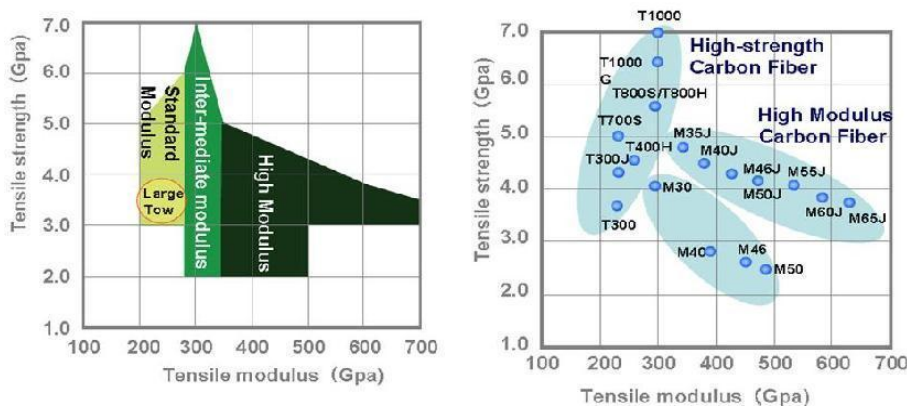 Tensile strength (Gpa)
7.0
6.0
5.0
4.0
3.0
2.0
1.0
Standard
Modulus
Large
Tow
Inter-mediate modulus
High Modulus
100 200 300 400 500 600 700
Tensile modulus (Gpa)
Tensile strength (Gpa)
7.0
6.0
5.0
4.0
3.0
2.0
1.0
T1000
High-strength
Carbon Fiber
T1000
G
T800S/T800H
High Modulus
Carbon Fiber
T700S
M35J
T400H
M40J
T300J
M46J
M55J
M30
M50J
M60J
M65J
T300
M40
M46
M50
100 200 300 400 500 600 700
Tensile modulus (Gpa)